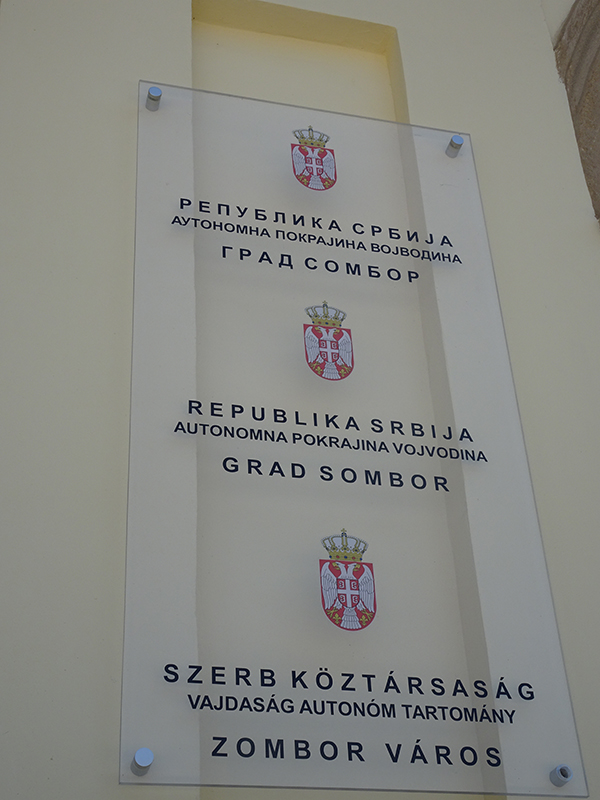 РЕПУБЛИКА СРБИЈА
АУТОНОМНА ПОКРАЈИНА ВОЈВОДИНА
ГРАД СОМБОР
REPUBLIKA SRBIJA
AUTONOMNA POKRAJINA VOJVODINA
GRAD SOMBOR
SZERB KÖZTÁRSASÁG
VAJDASÁG AUTONÓM TARTOMÁNY
ZOMBOR VÁROS